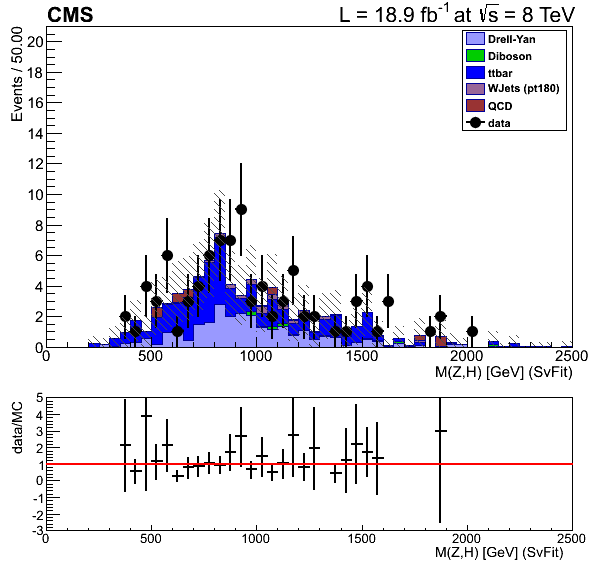 CMS L = 18.9 fb⁻¹ at √s = 8 TeV
Events / 50.00
20
18
16
14
12
10
8
6
4
2
0
Drell-Yan
Diboson
ttbar
WJets (pt180)
QCD
data
0 500 1000 1500 2000 2500
M(Z,H) [GeV] (SvFit)
data/MC
5
4
3
2
1
0
-1
-2
-3
0 500 1000 1500 2000 2500
M(Z,H) [GeV] (SvFit)